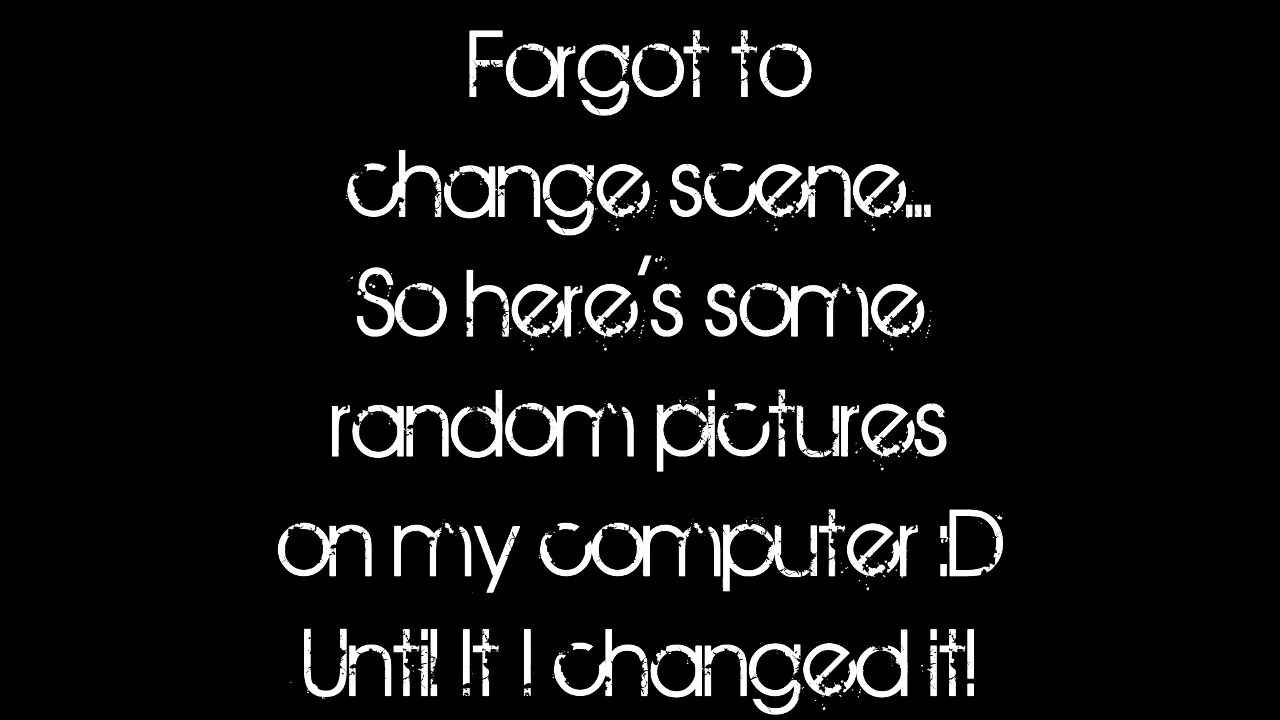 Forgot to
change scene...
So here's some
random pictures
on my computer :D
Until It I changed it!